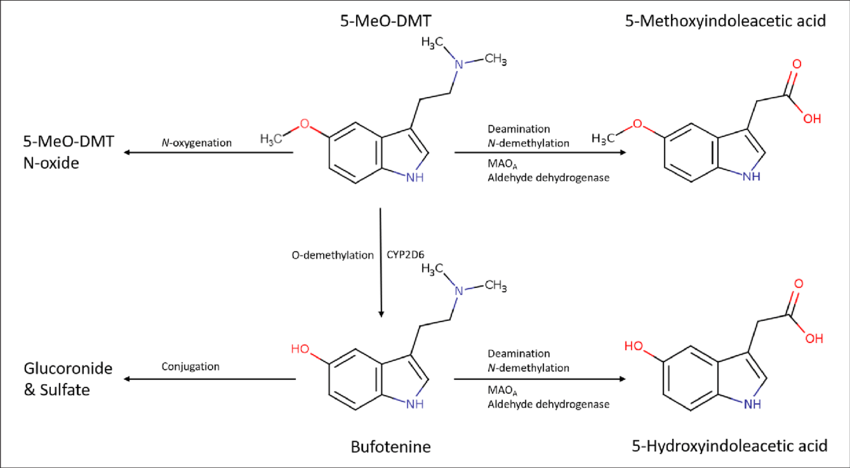 5-MeO-DMT
5-Methoxyindoleacetic acid
H₃C
N
CH₃
O
H₃C
NH
O
OH
O
H₃C
NH
5-MeO-DMT
N-oxide
N-oxygenation
Deamination
N-demethylation
MAOA
Aldehyde dehydrogenase
O-demethylation
CYP2D6
H₃C
N
CH₃
HO
NH
O
OH
HO
NH
Glucoronide
& Sulfate
Conjugation
Deamination
N-demethylation
MAOA
Aldehyde dehydrogenase
Bufotenine
5-Hydroxyindoleacetic acid